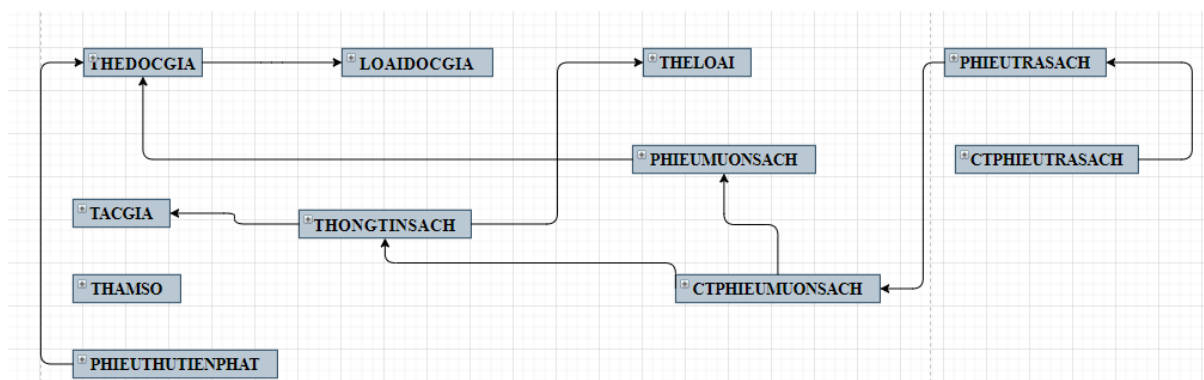 THEDOCGIA
LOAIDOCGIA
THELOAI
PHIEUTRASACH
PHIEUMUONSACH
CTPHIEUTRASACH
TACGIA
THONGTINSACH
THAMSO
CTPHIEUMUONSACH
PHIEUTHUTIENPHAT